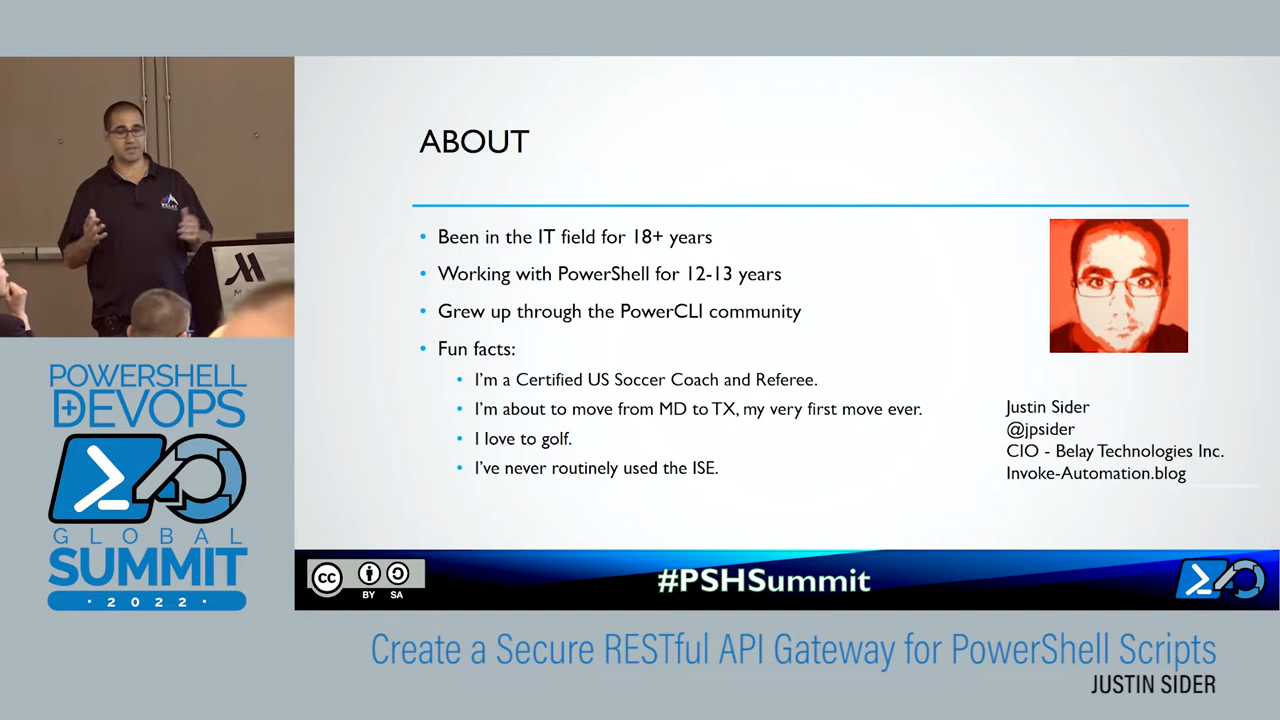 ABOUT
• Been in the IT field for 18+ years
• Working with PowerShell for 12-13 years
• Grew up through the PowerCLI community
• Fun facts:
• I'm a Certified US Soccer Coach and Referee.
• I'm about to move from MD to TX, my very first move ever.
• I love to golf.
• I've never routinely used the ISE.
Justin Sider
@jpsider
CIO - Belay Technologies Inc.
Invoke-Automation.blog
BELAY
POWERSHELL
DEVOPS
GLOBAL
SUMMIT
· 2022 ·
cc
BY SA
#PSHSummit
Create a Secure RESTful API Gateway for PowerShell Scripts
JUSTIN SIDER